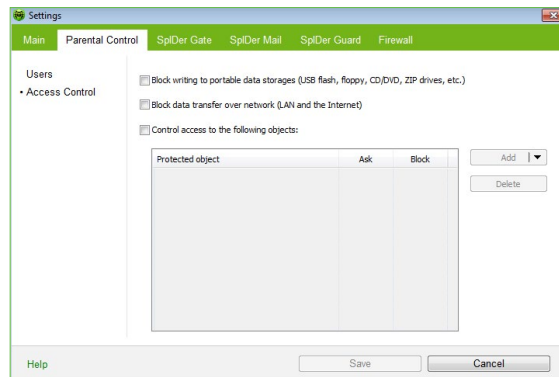 Settings
Main Parental Control SpIDer Gate SpIDer Mail SpIDer Guard Firewall
Users
• Access Control
Block writing to portable data storages (USB flash, floppy, CD/DVD, ZIP drives, etc.)
Block data transfer over network (LAN and the Internet)
Control access to the following objects:
Protected object Ask Block
Add
Delete
Help Save Cancel